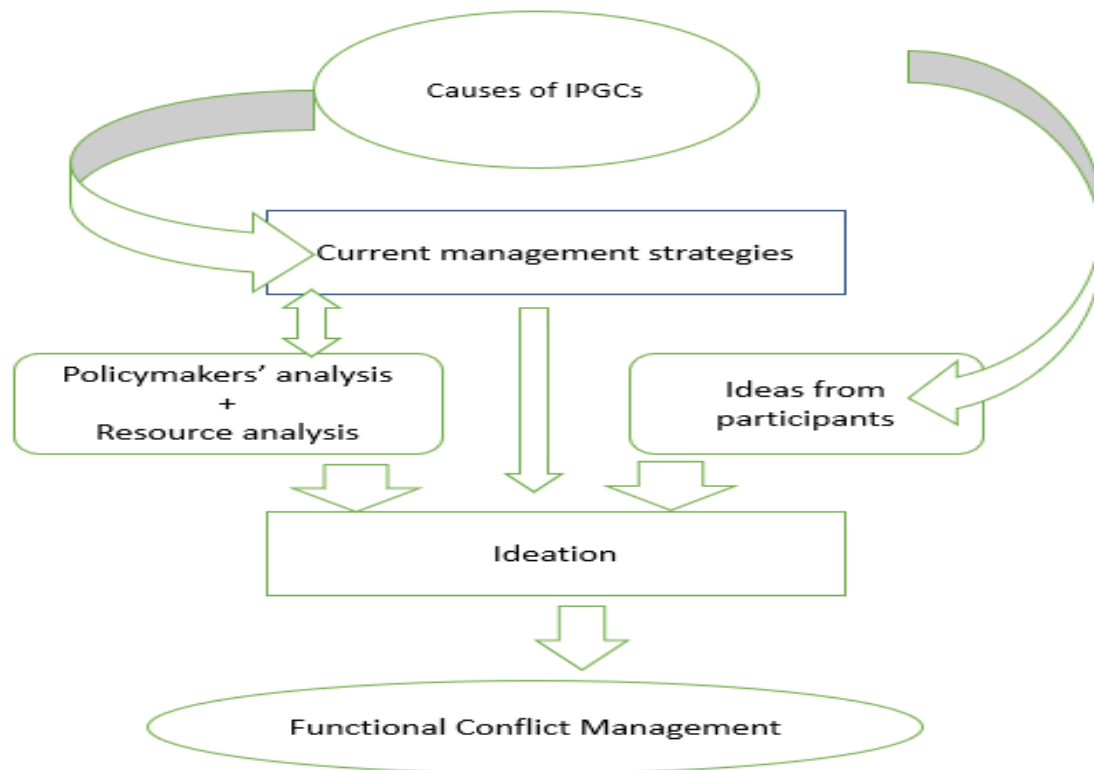 Causes of IPGCs
Current management strategies
Policymakers’ analysis
+
Resource analysis
Ideas from
participants
Ideation
Functional Conflict Management